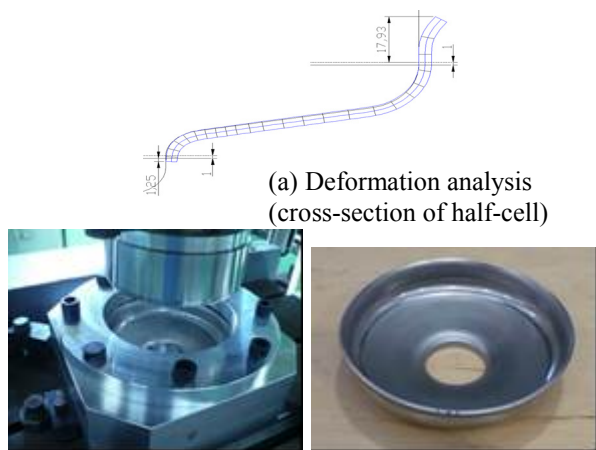 17,93
1
1,25
1
(a) Deformation analysis
(cross-section of half-cell)